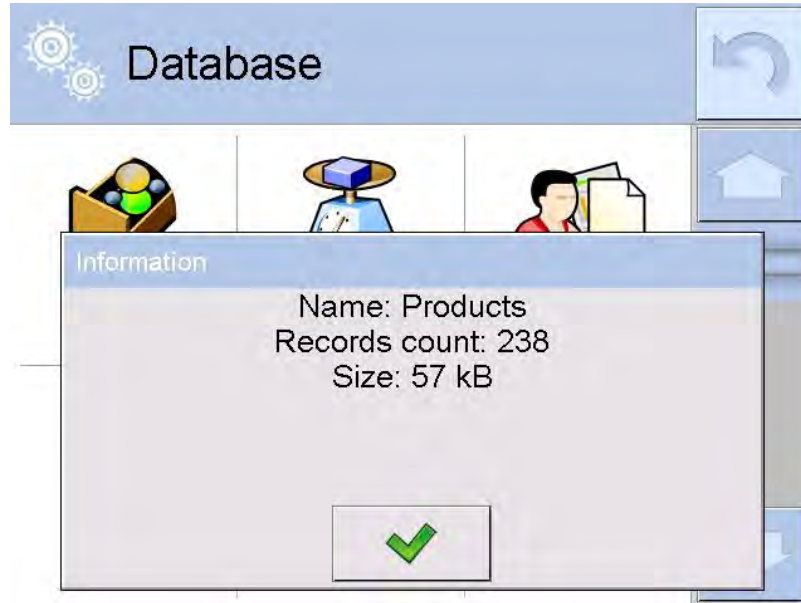 Database
Information
Name: Products
Records count: 238
Size: 57 kB